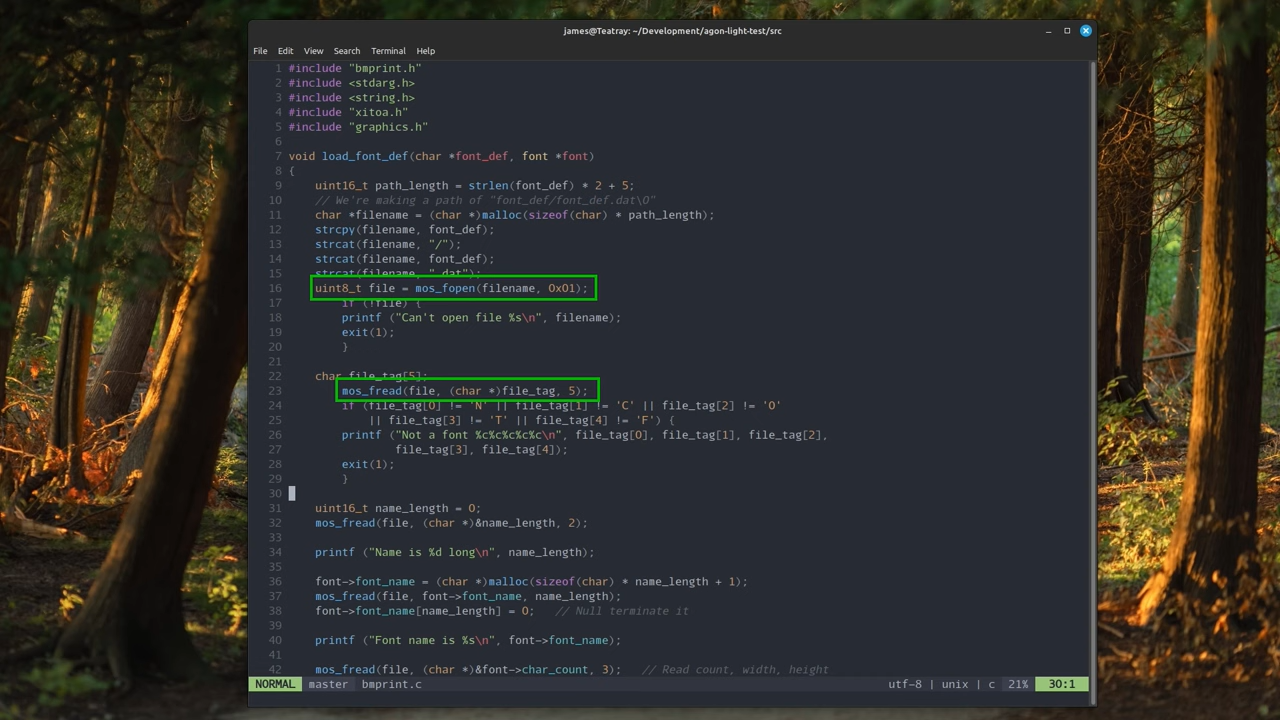 james@Teatray: ~/Development/agon-light-test/src
File Edit View Search Terminal Help
1 #include "bmprint.h"
2 #include <stdarg.h>
3 #include <string.h>
4 #include "xitoa.h"
5 #include "graphics.h"
6
7 void load_font_def(char *font_def, font *font)
8 {
9 uint16_t path_length = strlen(font_def) * 2 + 5;
10 // We're making a path of "font_def/font_def.dat\0"
11 char *filename = (char *)malloc(sizeof(char) * path_length);
12 strcpy(filename, font_def);
13 strcat(filename, "/");
14 strcat(filename, font_def);
15 strcat(filename, ".dat");
16 uint8_t file = mos_fopen(filename, 0x01);
17 if (!file) {
18 printf ("Can't open file %s\n", filename);
19 exit(1);
20 }
21
22 char file_tag[5];
23 mos_fread(file, (char *)file_tag, 5);
24 if (file_tag[0] != 'N' || file_tag[1] != 'C' || file_tag[2] != 'O'
25 || file_tag[3] != 'T' || file_tag[4] != 'F') {
26 printf ("Not a font %c%c%c%c%c\n", file_tag[0], file_tag[1], file_tag[2],
27 file_tag[3], file_tag[4]);
28 exit(1);
29 }
30
31 uint16_t name_length = 0;
32 mos_fread(file, (char *)&name_length, 2);
33
34 printf ("Name is %d long\n", name_length);
35
36 font->font_name = (char *)malloc(sizeof(char) * name_length + 1);
37 mos_fread(file, font->font_name, name_length);
38 font->font_name[name_length] = 0; // Null terminate it
39
40 printf ("Font name is %s\n", font->font_name);
41
42 mos_fread(file, (char *)&font->char_count, 3); // Read count, width, height
NORMAL master bmprint.c utf-8 | unix | c 21% 30:1